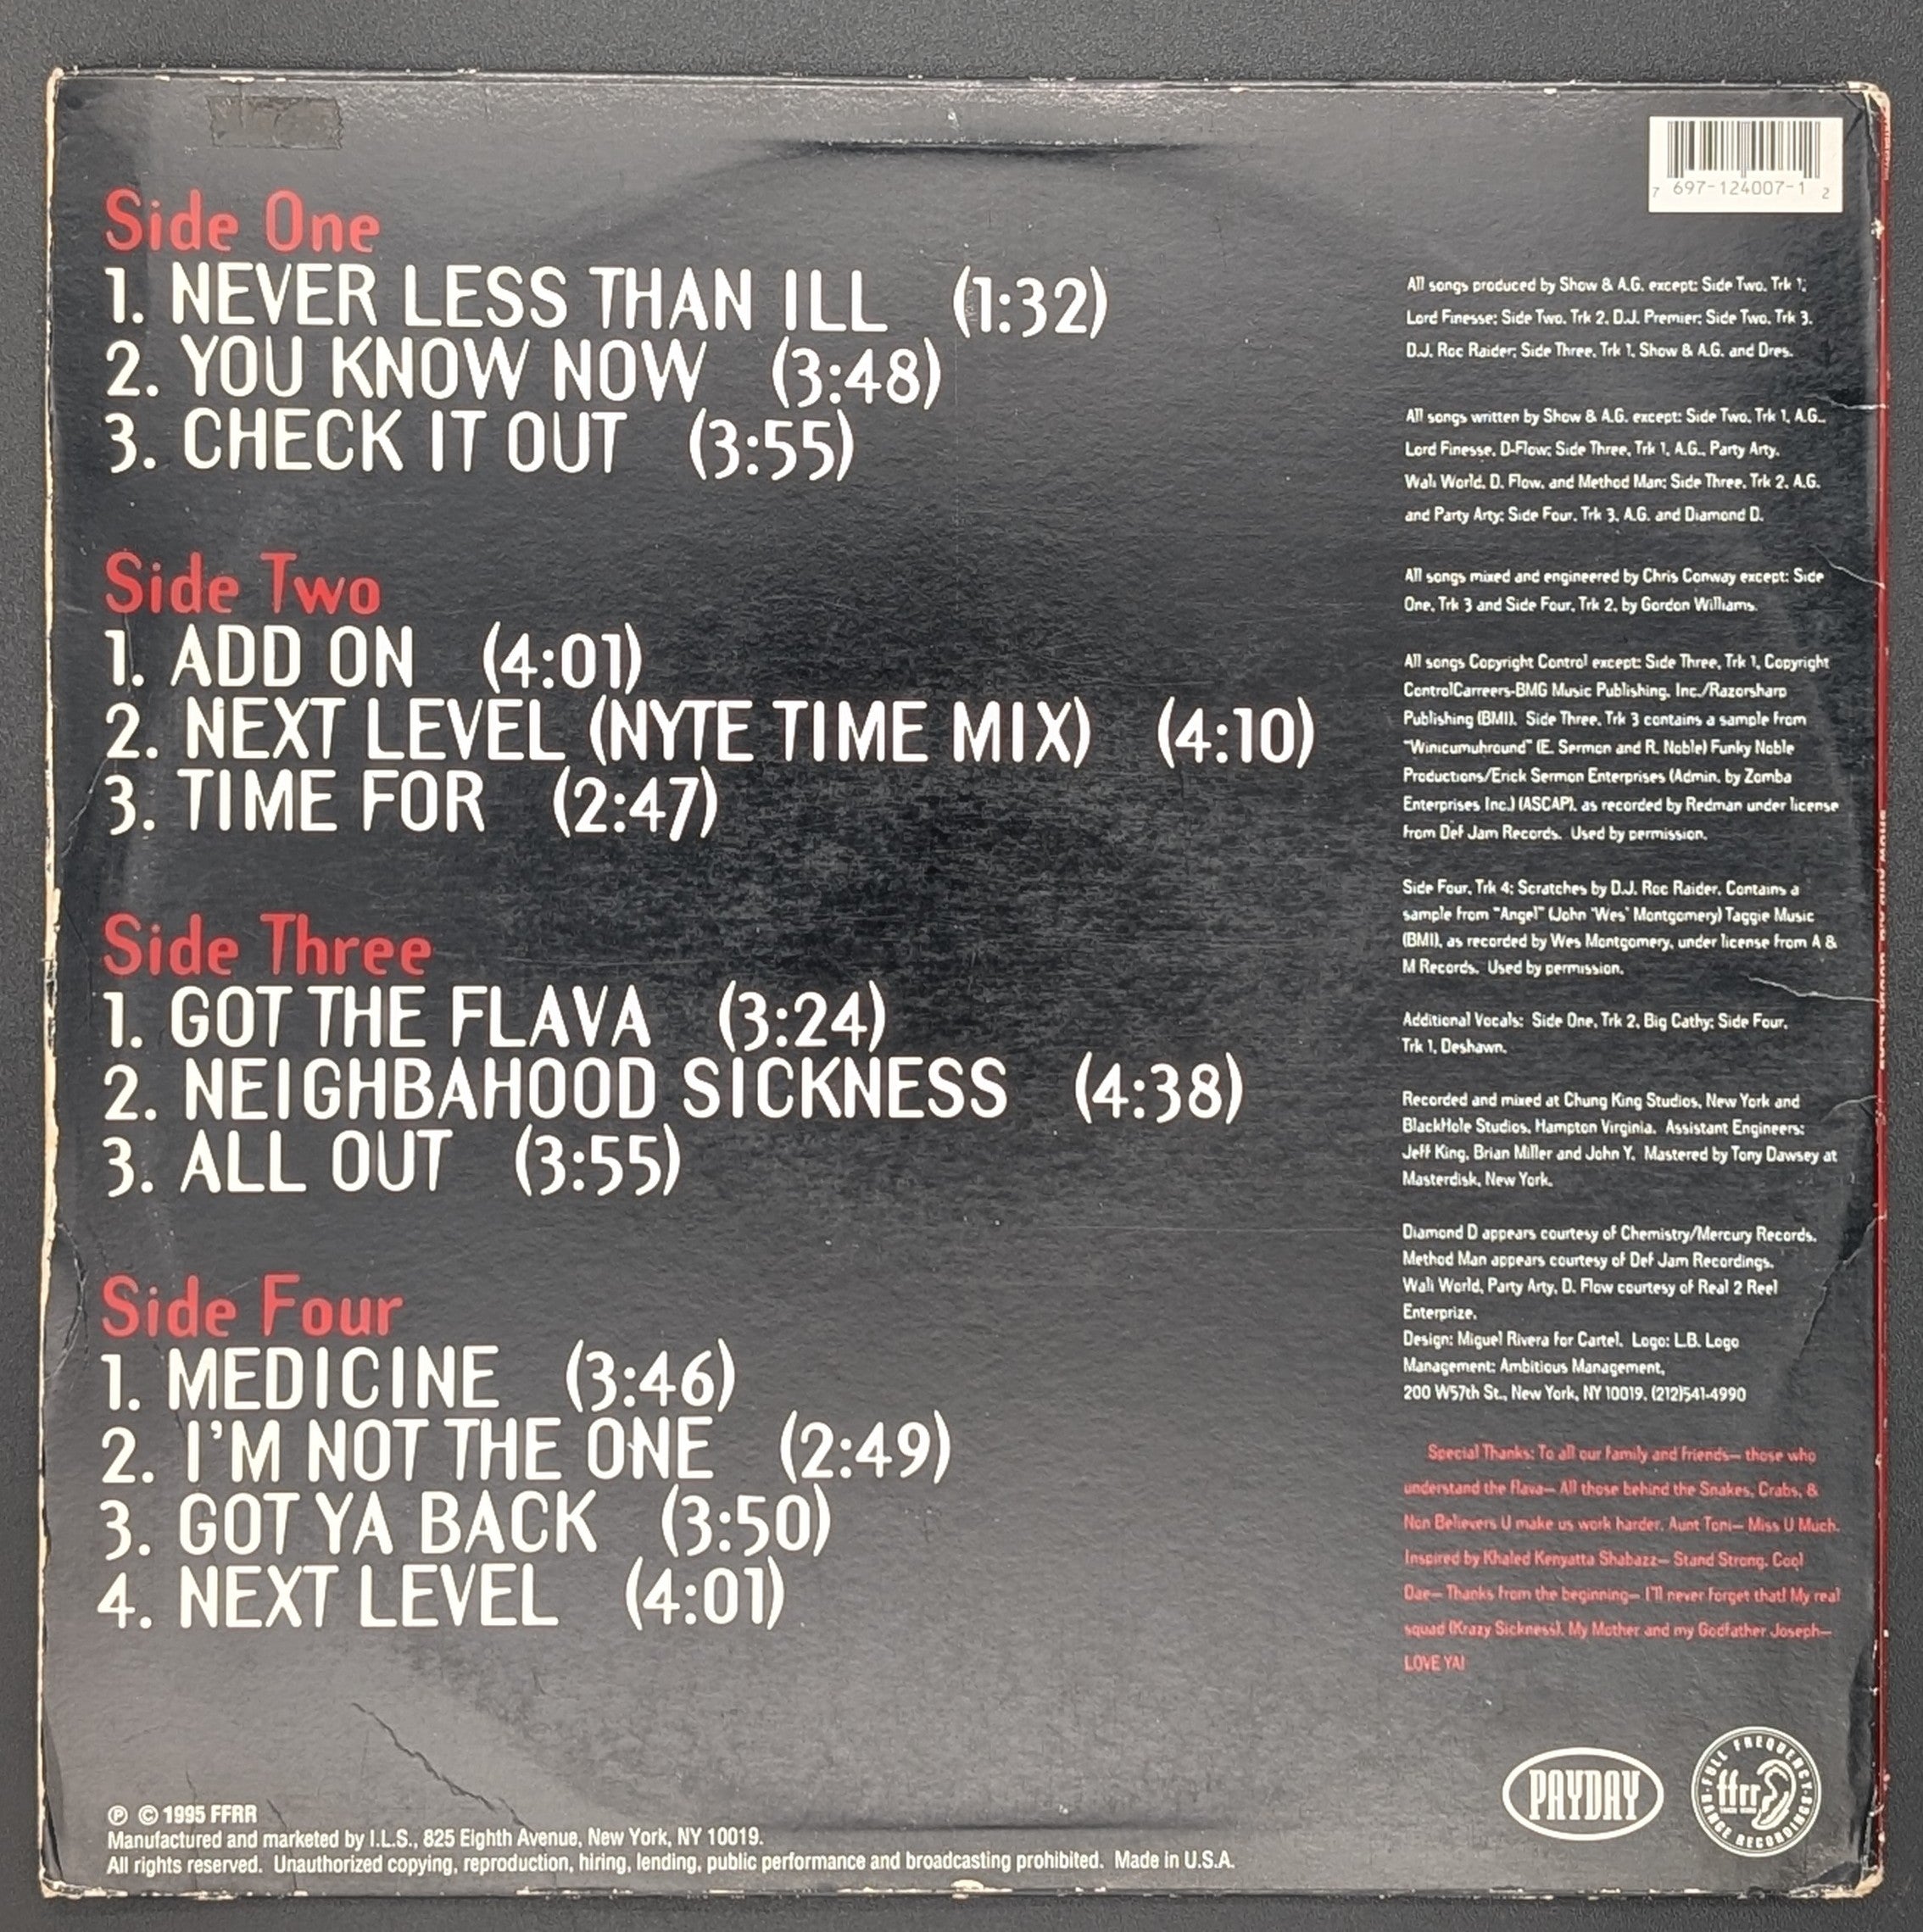 7 697-124007-1 2
Side One
1. NEVER LESS THAN ILL (1:32)
2. YOU KNOW NOW (3:48)
3. CHECK IT OUT (3:55)
Side Two
1. ADD ON (4:01)
2. NEXT LEVEL (NYTE TIME MIX) (4:10)
3. TIME FOR (2:47)
Side Three
1. GOT THE FLAVA (3:24)
2. NEIGHBAHOOD SICKNESS (4:38)
3. ALL OUT (3:55)
Side Four
1. MEDICINE (3:46)
2. I'M NOT THE ONE (2:49)
3. GOT YA BACK (3:50)
4. NEXT LEVEL (4:01)
All songs produced by Show & A.G. except: Side Two, Trk 1;
Lord Finesse; Side Two, Trk 2, D.J. Premier; Side Two, Trk 3.
D.J. Roc Raider; Side Three, Trk 1, Show & A.G. and Dres.
All songs written by Show & A.G. except: Side Two, Trk 1, A.G.,
Lord Finesse, D-Flow; Side Three, Trk 1, A.G., Party Arty,
Wali World, D. Flow, and Method Man; Side Three, Trk 2, A.G.
and Party Arty; Side Four, Trk 3, A.G. and Diamond D.
All songs mixed and engineered by Chris Conway except: Side
One, Trk 3 and Side Four, Trk 2, by Gordon Williams.
All songs Copyright Control except: Side Three, Trk 1, Copyright
ControlCarreers-BMG Music Publishing, Inc./Razorsharp
Publishing (BMI). Side Three, Trk 3 contains a sample from
"Winicumuhround" (E. Sermon and R. Noble) Funky Noble
Productions/Erick Sermon Enterprises (Admin. by Zomba
Enterprises Inc.) (ASCAP), as recorded by Redman under license
from Def Jam Records. Used by permission.
Side Four, Trk 4; Scratches by D.J. Roc Raider. Contains a
sample from "Angel" (John 'Wes' Montgomery) Taggie Music
(BMI), as recorded by Wes Montgomery, under license from A &
M Records. Used by permission.
Additional Vocals: Side One, Trk 2, Big Cathy; Side Four,
Trk 1, Deshawn.
Recorded and mixed at Chung King Studios, New York and
BlackHole Studios, Hampton Virginia. Assistant Engineers:
Jeff King, Brian Miller and John Y. Mastered by Tony Dawsey at
Masterdisk, New York.
Diamond D appears courtesy of Chemistry/Mercury Records.
Method Man appears courtesy of Def Jam Recordings.
Wali World, Party Arty, D. Flow courtesy of Real 2 Reel
Enterprize.
Design: Miguel Rivera for Cartel. Logo: L.B. Logo
Management: Ambitious Management,
200 W57th St., New York, NY 10019, (212)541-4990
Special Thanks: To all our family and friends— those who
understand the flava— All those behind the Snakes, Crabs, &
Non Believers U make us work harder. Aunt Toni— Miss U Much.
Inspired by Khaled Kenyatta Shabazz— Stand Strong. Cool
Dae— Thanks from the beginning— I'll never forget that! My real
squad (Krazy Sickness). My Mother and my Godfather Joseph—
LOVE YA!
PAYDAY
FULL FREQUENCY
ffrr
TRADE MARK
RANGE RECORDINGS
℗ © 1995 FFRR
Manufactured and marketed by I.L.S., 825 Eighth Avenue, New York, NY 10019.
All rights reserved. Unauthorized copying, reproduction, hiring, lending, public performance and broadcasting prohibited. Made in U.S.A.